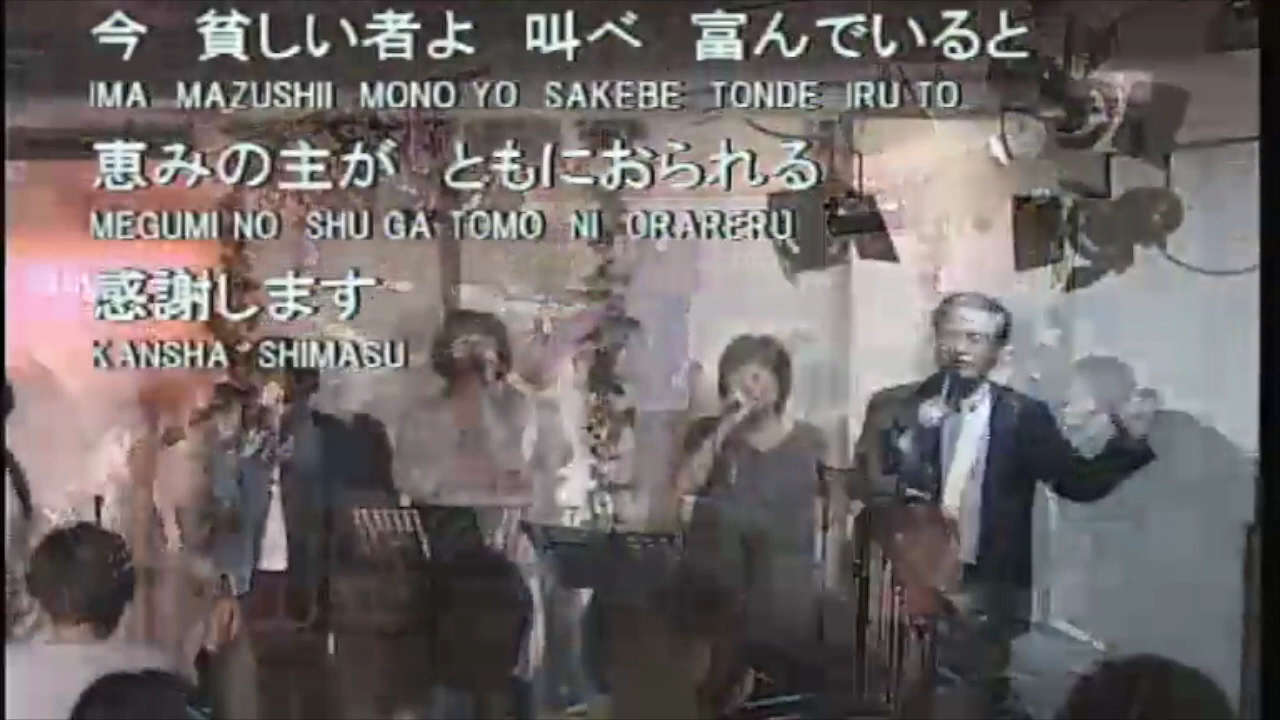 今 貧しい者よ 叫べ 富んでいると
IMA MAZUSHII MONO YO SAKEBE TONDE IRU TO
恵みの主が ともにおられる
MEGUMI NO SHU GA TOMO NI ORARERU
感謝します
KANSHA SHIMASU